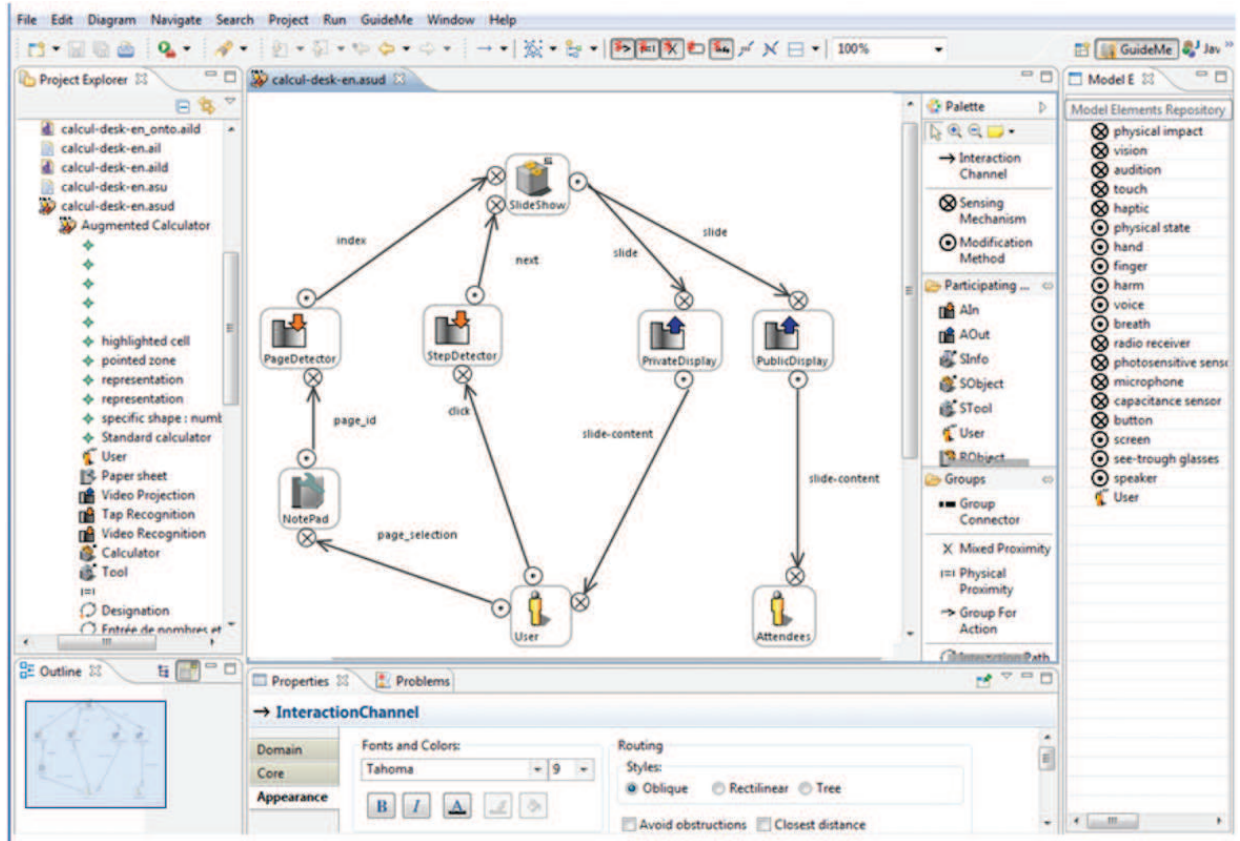 File Edit Diagram Navigate Search Project Run GuideMe Window Help
100%
GuideMe Jav »
Project Explorer
calcul-desk-en_onto.aild
calcul-desk-en.ail
calcul-desk-en.aild
calcul-desk-en.asu
calcul-desk-en.asud
Augmented Calculator
highlighted cell
pointed zone
representation
representation
specific shape : numb
Standard calculator
User
Paper sheet
Video Projection
Tap Recognition
Video Recognition
Calculator
Tool
Designation
Entrée de nombres et
Outline
calcul-desk-en.asud
SlideShow
index
next
slide
slide
PageDetector
StepDetector
PrivateDisplay
PublicDisplay
page_id
click
slide-content
slide-content
NotePad
page_selection
User
Attendees
Palette
Interaction
Channel
Sensing
Mechanism
Modification
Method
Participating ...
AIn
AOut
SInfo
SObject
STool
User
RObject
Groups
Group
Connector
Mixed Proximity
Physical
Proximity
Group For
Action
Interaction Path
Model E
Model Elements Repository
physical impact
vision
audition
touch
haptic
physical state
hand
finger
harm
voice
breath
radio receiver
photosensitive senso
microphone
capacitance sensor
button
screen
see-trough glasses
speaker
User
Properties Problems
InteractionChannel
Domain
Core
Appearance
Fonts and Colors:
Tahoma 9
B I A
Routing
Styles:
Oblique Rectilinear Tree
Avoid obstructions Closest distance